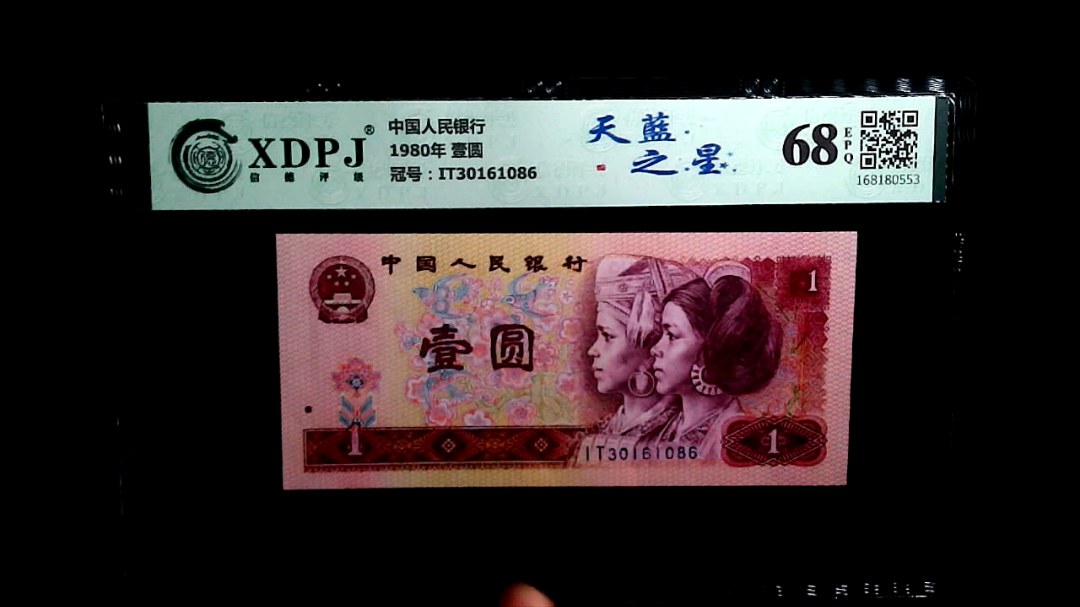 XDPJ®
信德评级
中国人民银行
1980年 壹圆
冠号：IT30161086
天藍
之星
68
EPQ
168180553
中国人民银行
1
壹圆
1
IT30161086
1